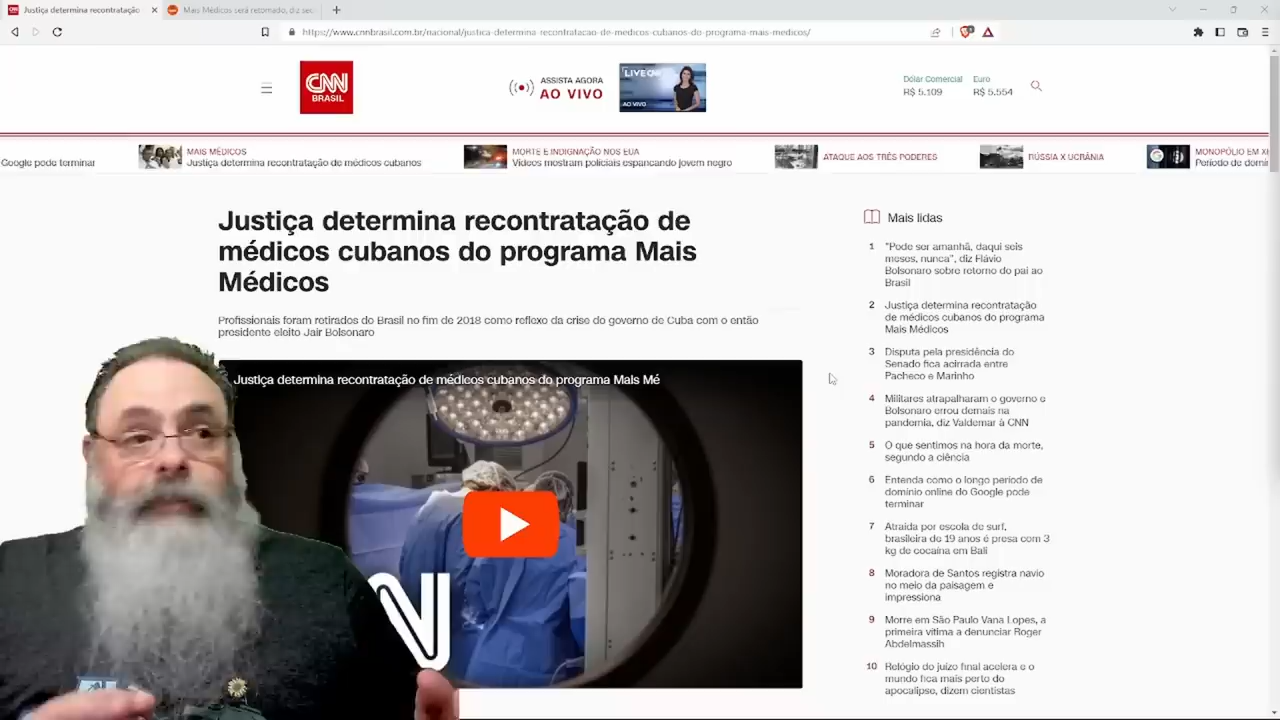 Justiça determina recontratação
Mais Médicos será retomado, diz sec
https://www.cnnbrasil.com.br/nacional/justica-determina-recontratacao-de-medicos-cubanos-do-programa-mais-medicos/
CNN
BRASIL
ASSISTA AGORA
AO VIVO
LIVE CNN
AO VIVO
Dólar Comercial
R$ 5.109
Euro
R$ 5.554
Google pode terminar
MAIS MÉDICOS
Justiça determina recontratação de médicos cubanos
MORTE E INDIGNAÇÃO NOS EUA
Vídeos mostram policiais espancando jovem negro
ATAQUE AOS TRÊS PODERES
RÚSSIA X UCRÂNIA
MONOPÓLIO EM X
Período de domí
Justiça determina recontratação de
médicos cubanos do programa Mais
Médicos
Profissionais foram retirados do Brasil no fim de 2018 como reflexo da crise do governo de Cuba com o então
presidente eleito Jair Bolsonaro
Justiça determina recontratação de médicos cubanos do programa Mais Mé
Mais lidas
1 "Pode ser amanhã, daqui seis
meses, nunca", diz Flávio
Bolsonaro sobre retorno do pai ao
Brasil
2 Justiça determina recontratação
de médicos cubanos do programa
Mais Médicos
3 Disputa pela presidência do
Senado fica acirrada entre
Pacheco e Marinho
4 Militares atrapalharam o governo e
Bolsonaro errou demais na
pandemia, diz Valdemar à CNN
5 O que sentimos na hora da morte,
segundo a ciência
6 Entenda como o longo período de
domínio online do Google pode
terminar
7 Atraída por escola de surf,
brasileira de 19 anos é presa com 3
kg de cocaína em Bali
8 Moradora de Santos registra navio
no meio da paisagem e
impressiona
9 Morre em São Paulo Vana Lopes, a
primeira vítima a denunciar Roger
Abdelmassih
10 Relógio do juízo final acelera e o
mundo fica mais perto do
apocalipse, dizem cientistas